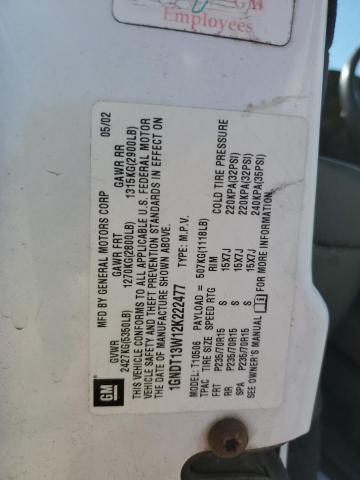 GM
Employees
GM
MFD BY GENERAL MOTORS CORP 05/02
GVWR GAWR FRT GAWR RR
2427KG(5350LB) 1270KG(2800LB) 1315KG(2900LB)
THIS VEHICLE CONFORMS TO ALL APPLICABLE U.S. FEDERAL MOTOR
VEHICLE SAFETY AND THEFT PREVENTION STANDARDS IN EFFECT ON
THE DATE OF MANUFACTURE SHOWN ABOVE.
1GNDT13W12K222477 TYPE: M.P.V.
MODEL: T10506 PAYLOAD = 507KG(1118LB)
TPAC TIRE SIZE SPEED RTG RIM COLD TIRE PRESSURE
FRT P235/70R15 S 15X7J 220KPA(32PSI)
RR P235/70R15 S 15X7J 220KPA(32PSI)
SPA P235/70R15 S 15X7J 240KPA(35PSI)
SEE OWNER'S MANUAL FOR MORE INFORMATION.